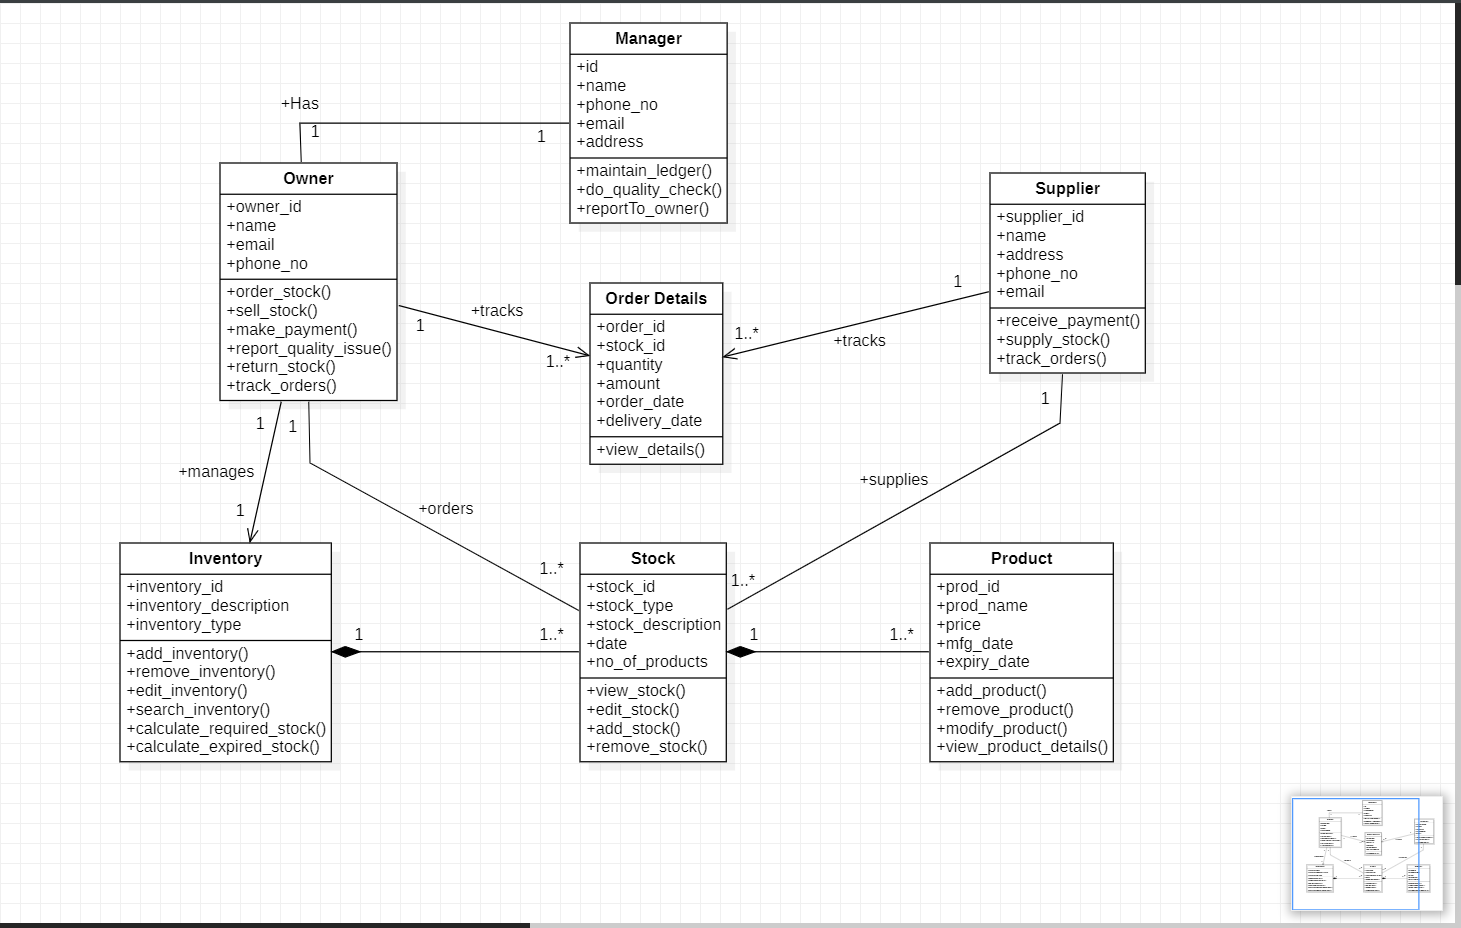 Manager
+id
+name
+phone_no
+email
+address
+maintain_ledger()
+do_quality_check()
+reportTo_owner()
+Has
1
1
Owner
+owner_id
+name
+email
+phone_no
+order_stock()
+sell_stock()
+make_payment()
+report_quality_issue()
+return_stock()
+track_orders()
Supplier
+supplier_id
+name
+address
+phone_no
+email
+receive_payment()
+supply_stock()
+track_orders()
Order Details
+order_id
+stock_id
+quantity
+amount
+order_date
+delivery_date
+view_details()
+tracks
1
1..*
1
1..*
+tracks
1
1
+manages
1
+orders
1..*
1
+supplies
1..*
Inventory
+inventory_id
+inventory_description
+inventory_type
+add_inventory()
+remove_inventory()
+edit_inventory()
+search_inventory()
+calculate_required_stock()
+calculate_expired_stock()
1
1..*
Stock
+stock_id
+stock_type
+stock_description
+date
+no_of_products
+view_stock()
+edit_stock()
+add_stock()
+remove_stock()
1
1..*
Product
+prod_id
+prod_name
+price
+mfg_date
+expiry_date
+add_product()
+remove_product()
+modify_product()
+view_product_details()